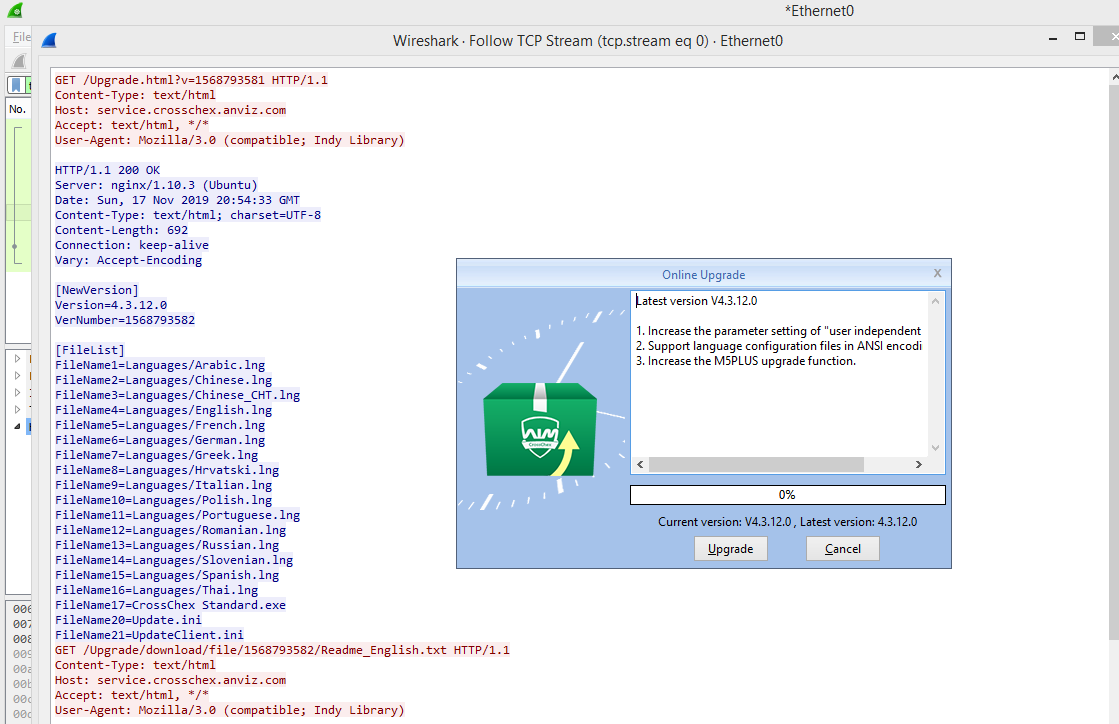 *Ethernet0
File
Wireshark · Follow TCP Stream (tcp.stream eq 0) · Ethernet0
No.
GET /Upgrade.html?v=1568793581 HTTP/1.1
Content-Type: text/html
Host: service.crosschex.anviz.com
Accept: text/html, */*
User-Agent: Mozilla/3.0 (compatible; Indy Library)
HTTP/1.1 200 OK
Server: nginx/1.10.3 (Ubuntu)
Date: Sun, 17 Nov 2019 20:54:33 GMT
Content-Type: text/html; charset=UTF-8
Content-Length: 692
Connection: keep-alive
Vary: Accept-Encoding
[NewVersion]
Version=4.3.12.0
VerNumber=1568793582
[FileList]
FileName1=Languages/Arabic.lng
FileName2=Languages/Chinese.lng
FileName3=Languages/Chinese_CHT.lng
FileName4=Languages/English.lng
FileName5=Languages/French.lng
FileName6=Languages/German.lng
FileName7=Languages/Greek.lng
FileName8=Languages/Hrvatski.lng
FileName9=Languages/Italian.lng
FileName10=Languages/Polish.lng
FileName11=Languages/Portuguese.lng
FileName12=Languages/Romanian.lng
FileName13=Languages/Russian.lng
FileName14=Languages/Slovenian.lng
FileName15=Languages/Spanish.lng
FileName16=Languages/Thai.lng
FileName17=CrossChex Standard.exe
FileName20=Update.ini
FileName21=UpdateClient.ini
GET /Upgrade/download/file/1568793582/Readme_English.txt HTTP/1.1
Content-Type: text/html
Host: service.crosschex.anviz.com
Accept: text/html, */*
User-Agent: Mozilla/3.0 (compatible; Indy Library)
Online Upgrade
X
Latest version V4.3.12.0
1. Increase the parameter setting of "user independent
2. Support language configuration files in ANSI encodi
3. Increase the M5PLUS upgrade function.
AIM
CrossChex
0%
Current version: V4.3.12.0 , Latest version: 4.3.12.0
Upgrade
Cancel
006
007
008
009
00a
00b
00c
00d